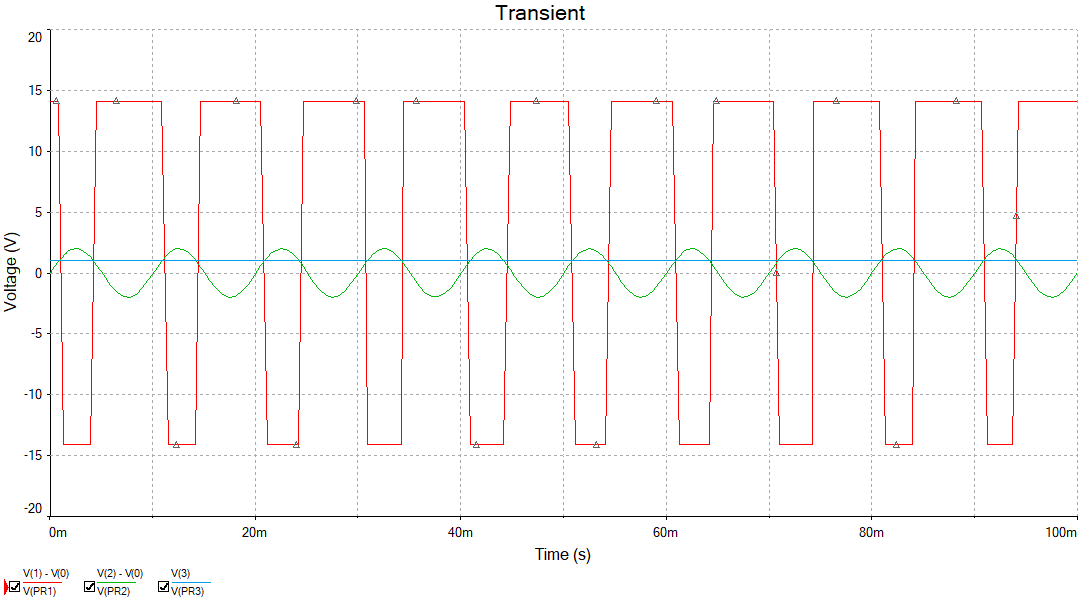 Transient
20
15
10
5
0
-5
-10
-15
-20
Voltage (V)
0m 20m 40m 60m 80m 100m
Time (s)
V(1) - V(0) V(2) - V(0) V(3)
V(PR1) V(PR2) V(PR3)